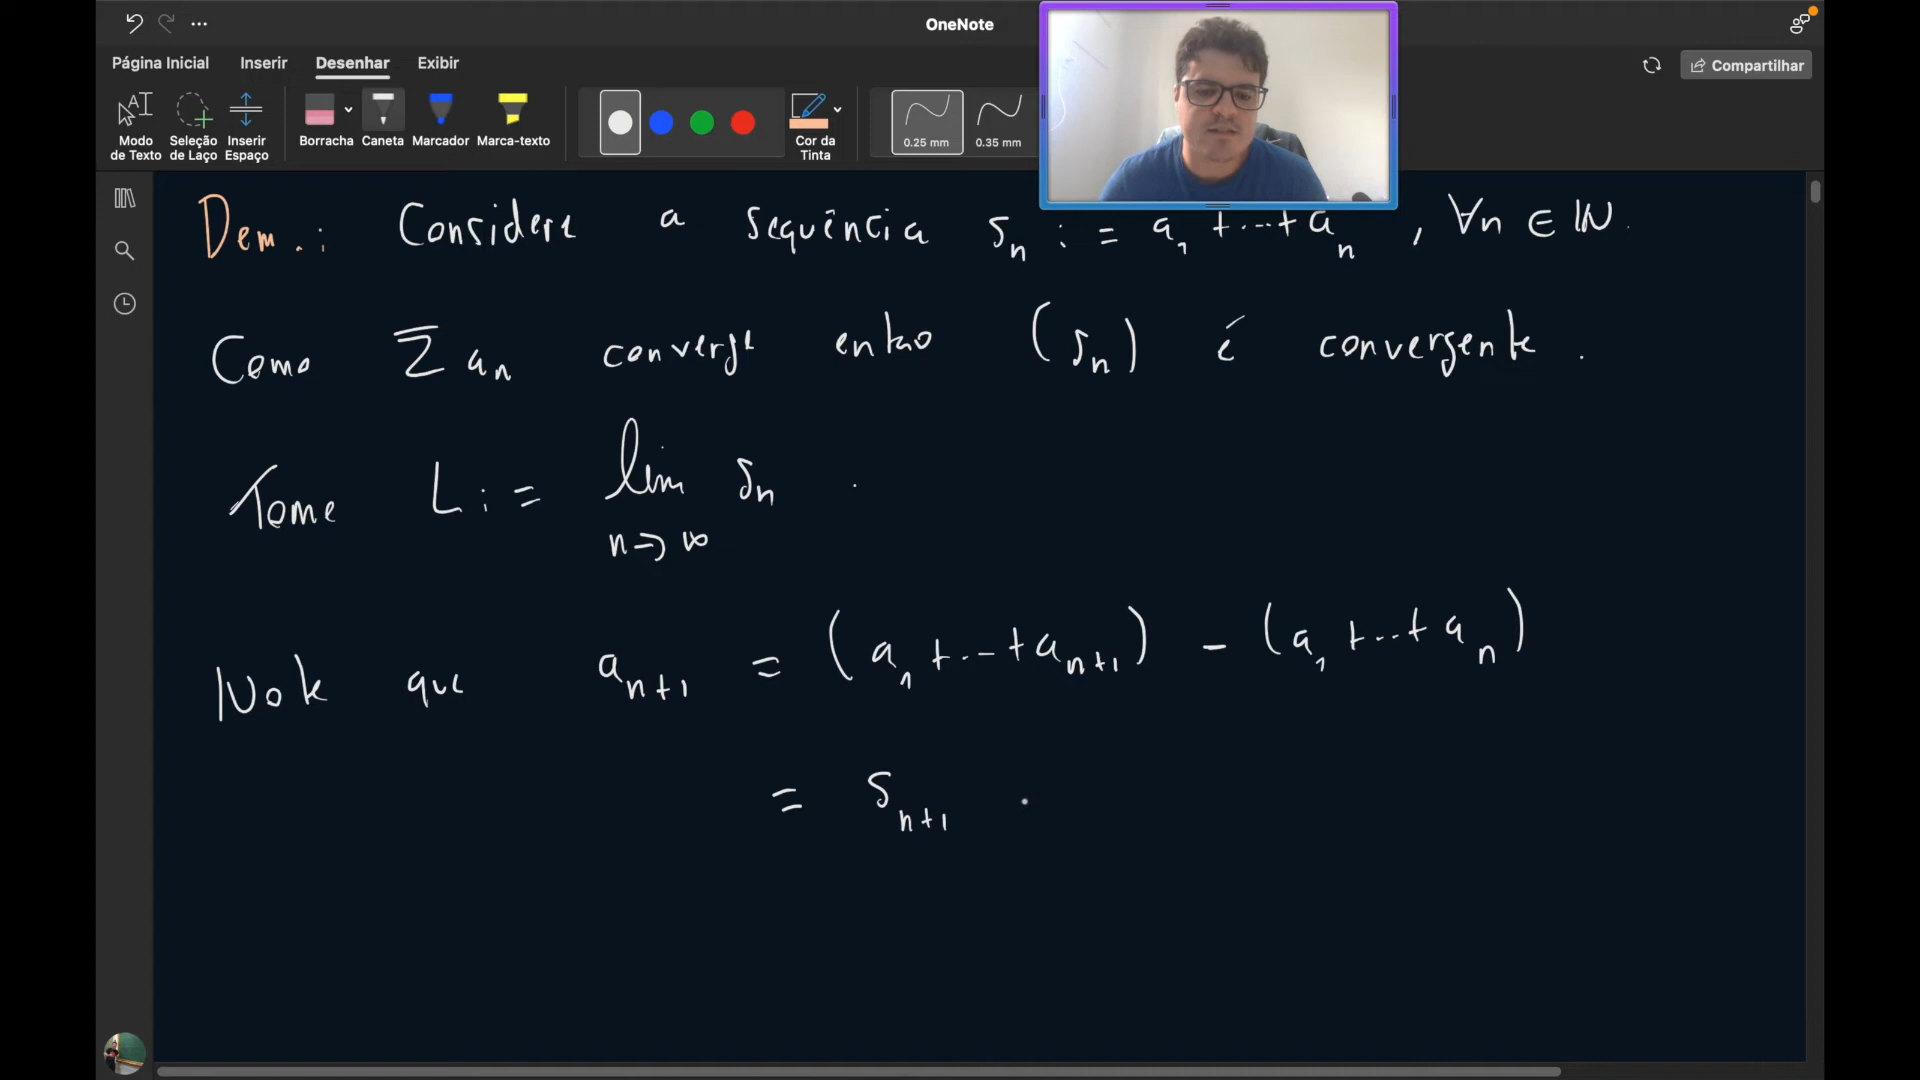 OneNote
Página Inicial Inserir Desenhar Exibir
Compartilhar
Modo de Texto Seleção de Laço Inserir Espaço Borracha Caneta Marcador Marca-texto Cor da Tinta 0.25 mm 0.35 mm
Dem.: Considere a sequência sₙ := a₁ + ... + aₙ , ∀n ∈ ℕ.
Como Σ aₙ converge entao (sₙ) é convergente .
Tome L := lim sₙ .
n → ∞
Note que aₙ₊₁ = (a₁ + ... + aₙ₊₁) - (a₁ + ... + aₙ)
= sₙ₊₁